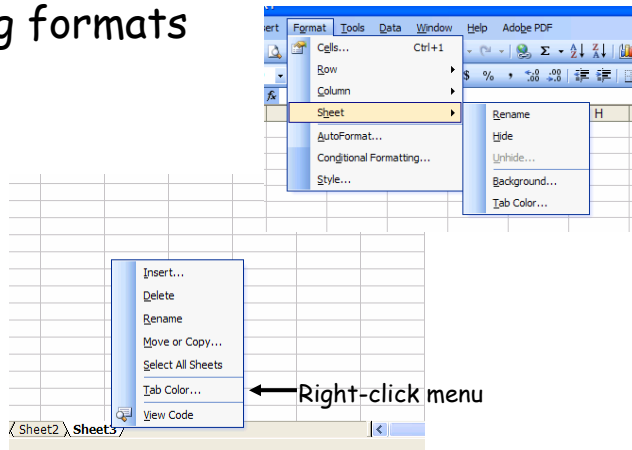 g formats
ert Format Tools Data Window Help Adobe PDF
Cells... Ctrl+1
Row
Column
Sheet
AutoFormat...
Conditional Formatting...
Style...
Σ
$ % ,
fx
H
Rename
Hide
Unhide...
Background...
Tab Color...
Insert...
Delete
Rename
Move or Copy...
Select All Sheets
Tab Color...
View Code
Right-click menu
Sheet2 Sheet3